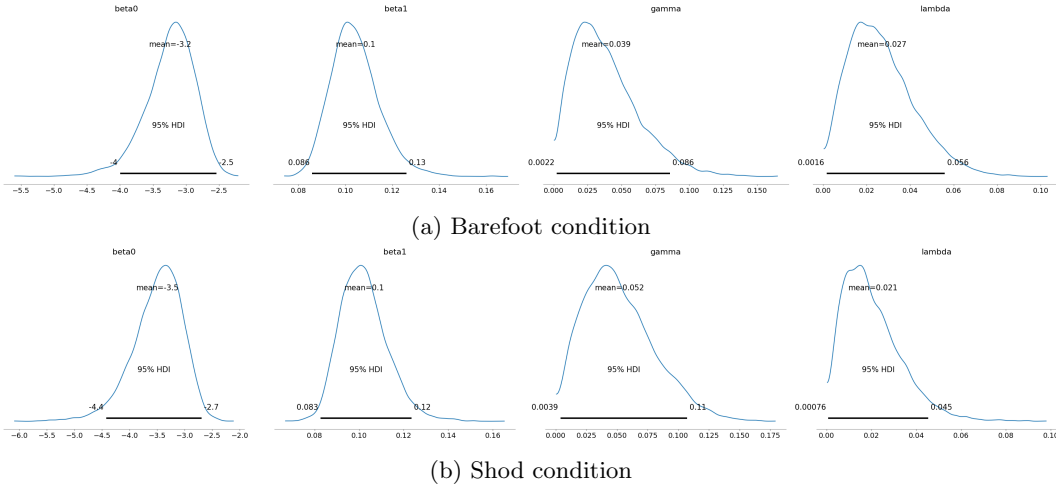 beta0 beta1 gamma lambda
mean=-3.2 mean=0.1 mean=0.039 mean=0.027
95% HDI 95% HDI 95% HDI 95% HDI
-4 -2.5 0.086 0.13 0.0022 0.086 0.0016 0.056
−5.5 −5.0 −4.5 −4.0 −3.5 −3.0 −2.5 0.08 0.10 0.12 0.14 0.16 0.000 0.025 0.050 0.075 0.100 0.125 0.150 0.00 0.02 0.04 0.06 0.08 0.10
(a) Barefoot condition
beta0 beta1 gamma lambda
mean=-3.5 mean=0.1 mean=0.052 mean=0.021
95% HDI 95% HDI 95% HDI 95% HDI
-4.4 -2.7 0.083 0.12 0.0039 0.11 0.00076 0.045
−6.0 −5.5 −5.0 −4.5 −4.0 −3.5 −3.0 −2.5 −2.0 0.08 0.10 0.12 0.14 0.16 0.000 0.025 0.050 0.075 0.100 0.125 0.150 0.175 0.00 0.02 0.04 0.06 0.08 0.10
(b) Shod condition